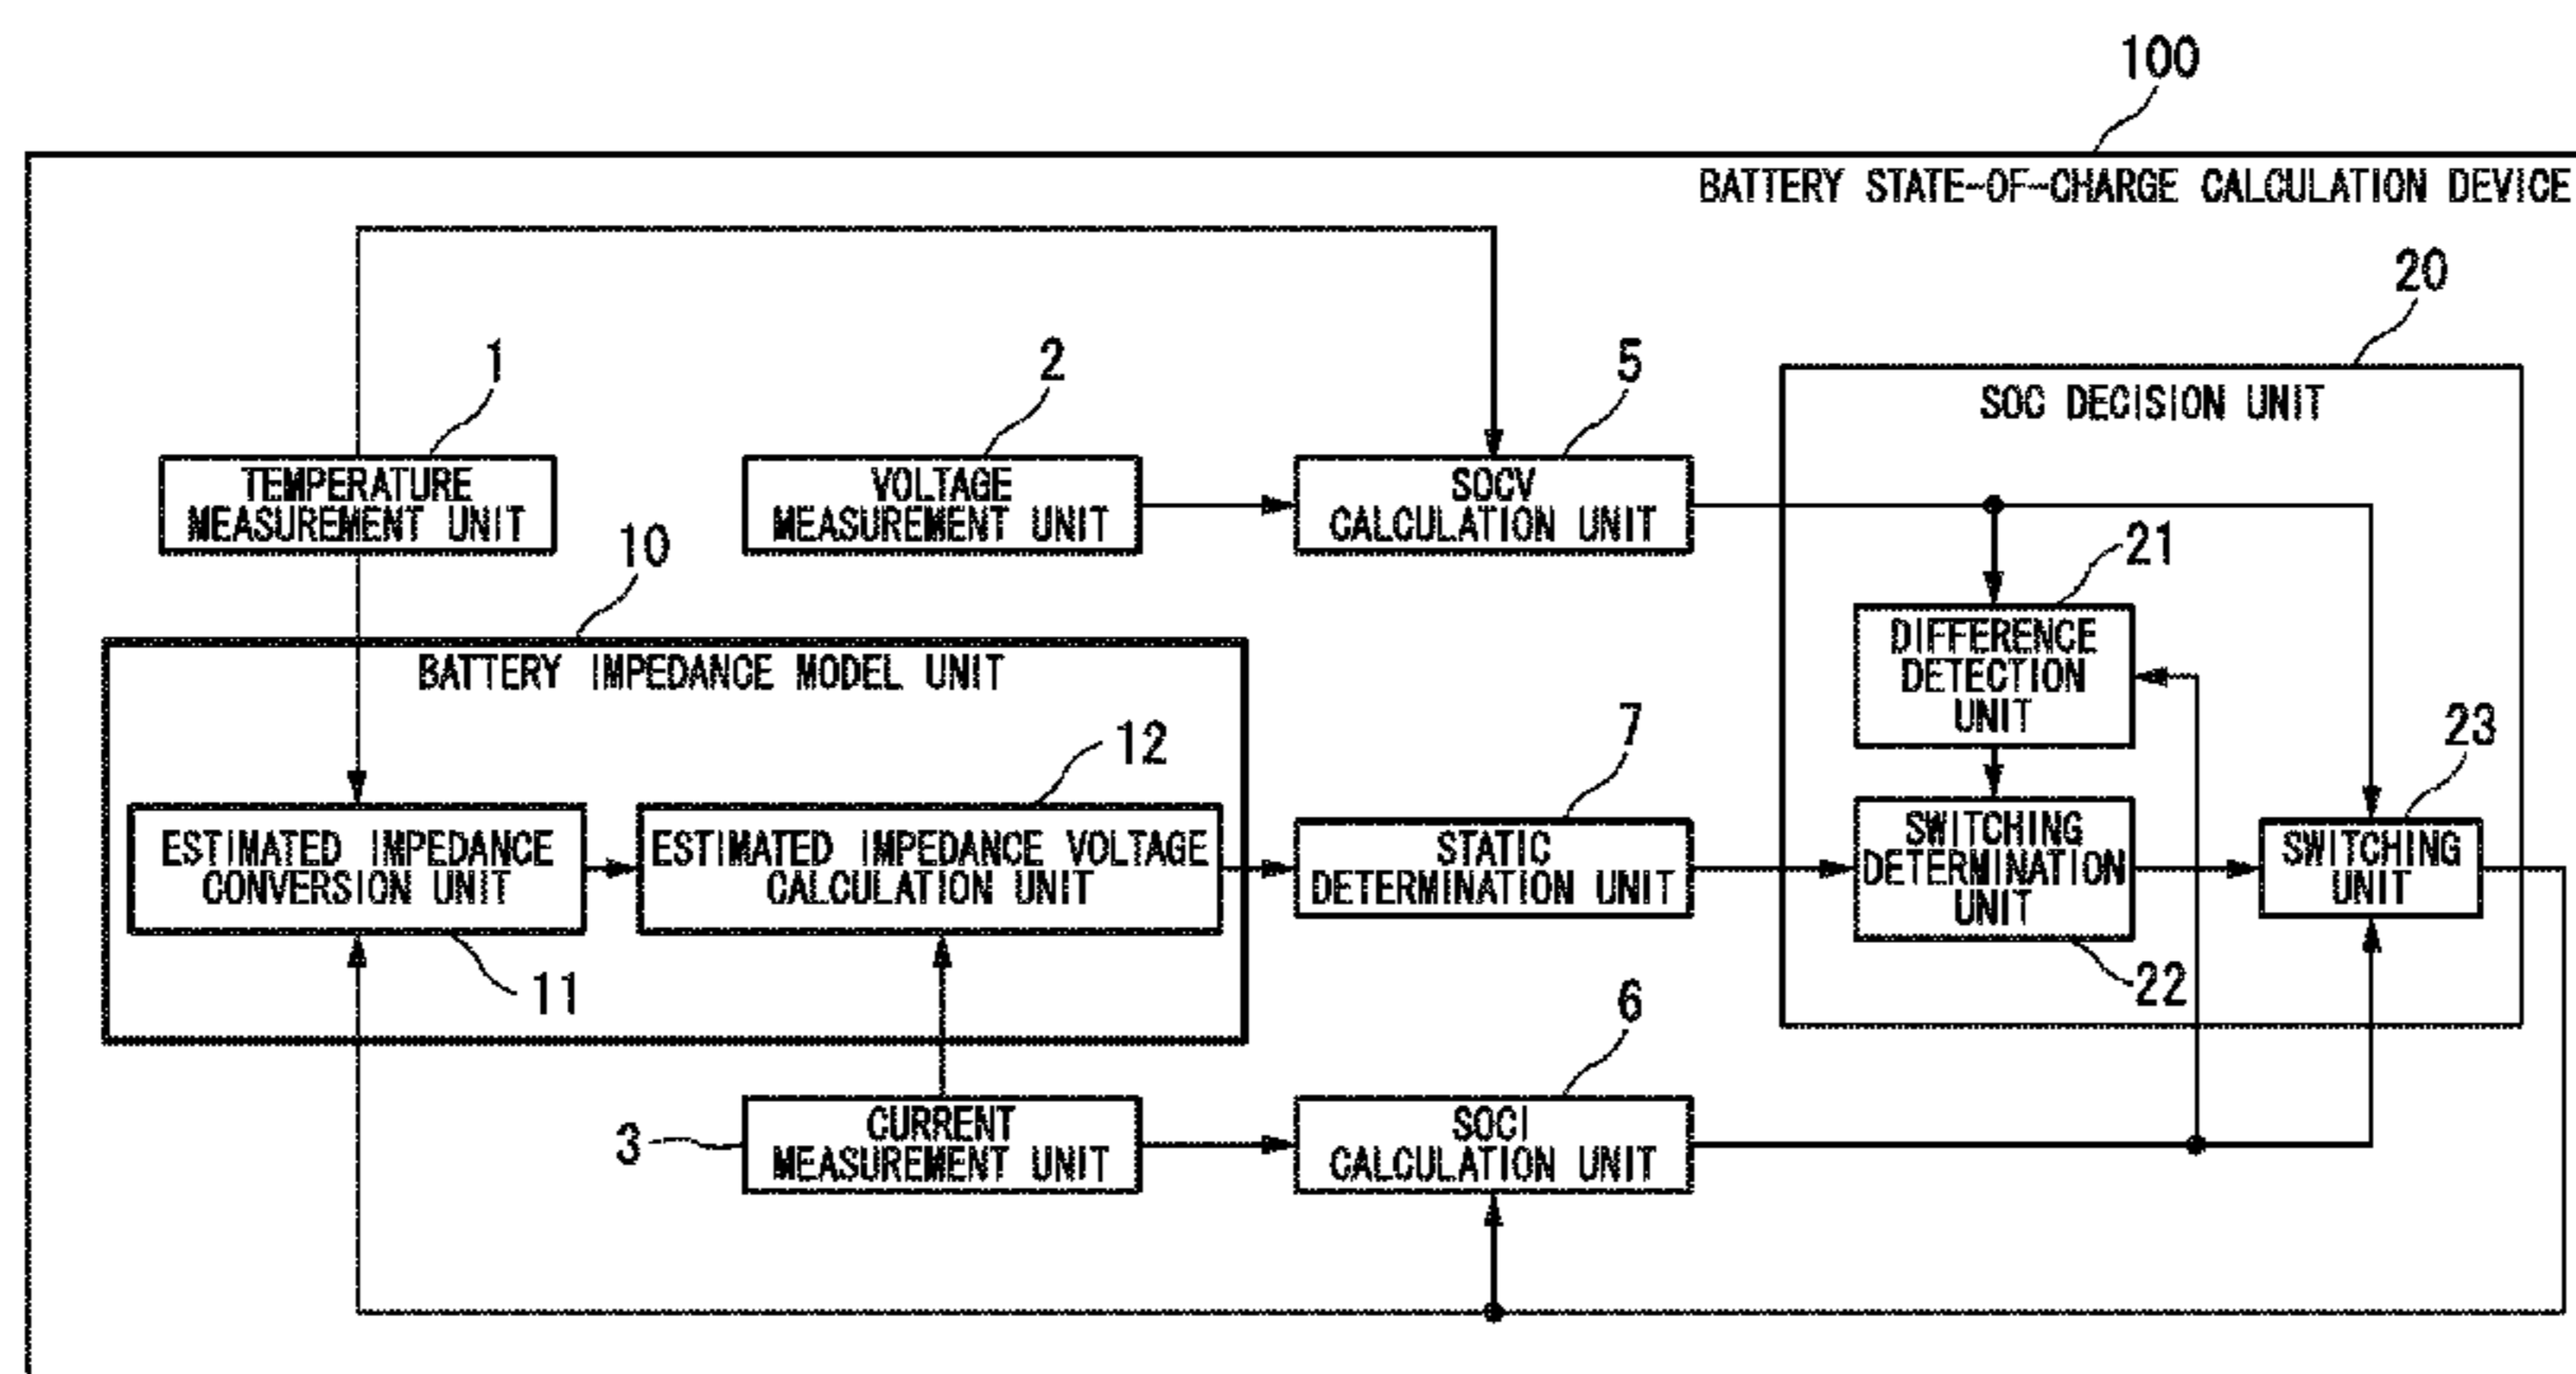 100
BATTERY STATE-OF-CHARGE CALCULATION DEVICE
20
1
2
5
SOC DECISION UNIT
TEMPERATURE
MEASUREMENT UNIT
VOLTAGE
MEASUREMENT UNIT
SOCV
CALCULATION UNIT
10
21
BATTERY IMPEDANCE MODEL UNIT
DIFFERENCE
DETECTION
UNIT
12
7
23
ESTIMATED IMPEDANCE
CONVERSION UNIT
ESTIMATED IMPEDANCE VOLTAGE
CALCULATION UNIT
STATIC
DETERMINATION UNIT
SWITCHING
DETERMINATION
UNIT
SWITCHING
UNIT
11
22
6
3
CURRENT
MEASUREMENT UNIT
SOCI
CALCULATION UNIT